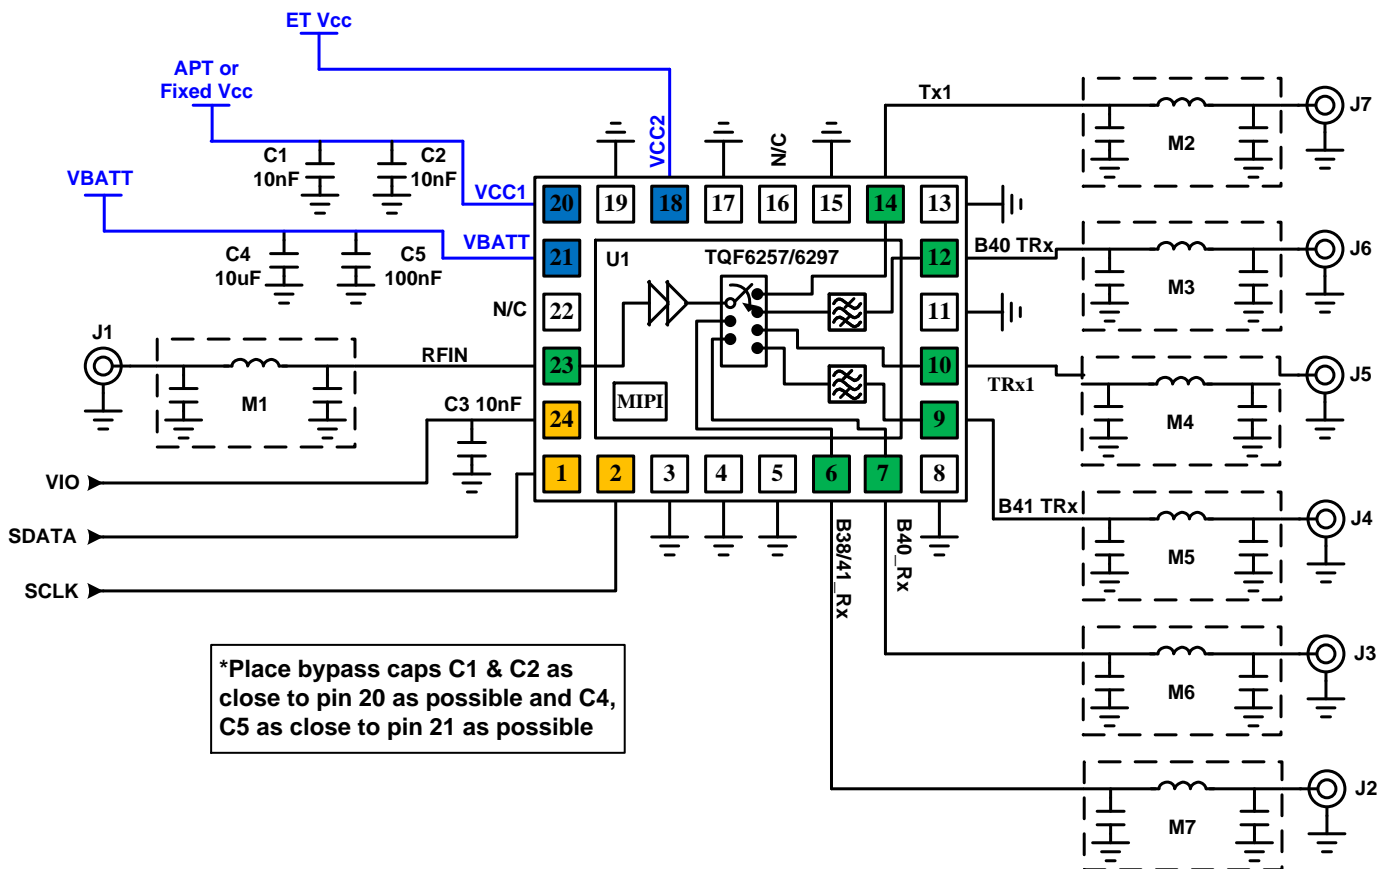 ET Vcc
APT or
Fixed Vcc
Tx1
J7
M2
C1
10nF
C2
10nF
VCC2
N/C
VBATT
VCC1
20
19
18
17
16
15
14
13
VBATT
C4
10uF
C5
100nF
21
U1
TQF6257/6297
12
B40 TRx
J6
M3
N/C
22
11
J1
RFIN
23
10
TRx1
J5
M1
MIPI
M4
C3 10nF
24
9
B41 TRx
J4
VIO
1
2
3
4
5
6
7
8
SDATA
M5
SCLK
B38/41_Rx
B40_Rx
*Place bypass caps C1 & C2 as
close to pin 20 as possible and C4,
C5 as close to pin 21 as possible
J3
M6
J2
M7